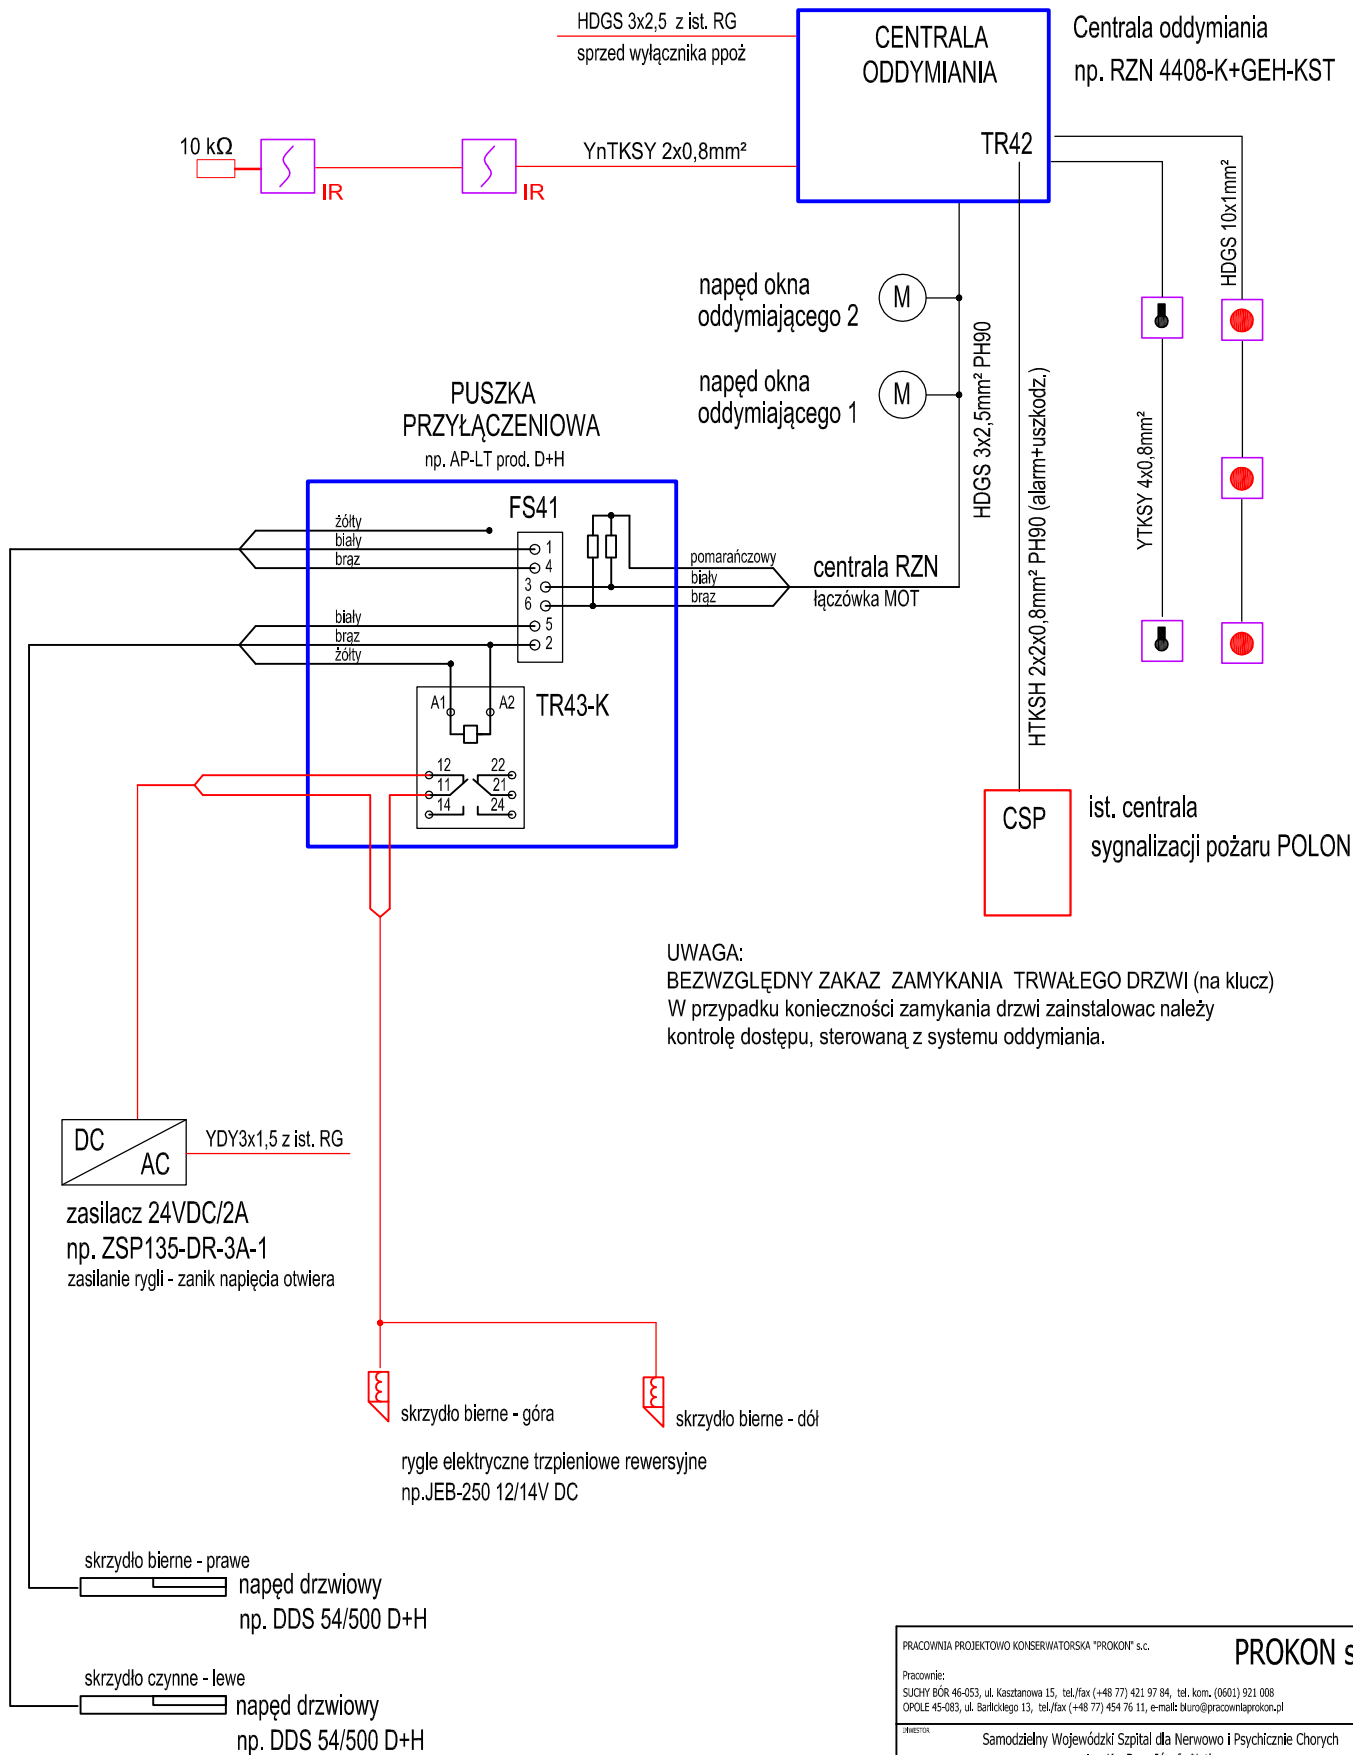 HDGS 3x2,5 z ist. RG
sprzed wyłącznika ppoż
CENTRALA
ODDYMIANIA
TR42
Centrala oddymiania
np. RZN 4408-K+GEH-KST
10 kΩ
IR
IR
YnTKSY 2x0,8mm²
HDGS 10x1mm²
YTKSY 4x0,8mm²
napęd okna
oddymiającego 2
M
napęd okna
oddymiającego 1
M
HDGS 3x2,5mm² PH90
HTKSH 2x2x0,8mm² PH90 (alarm+uszkodz.)
PUSZKA
PRZYŁĄCZENIOWA
np. AP-LT prod. D+H
FS41
żółty
biały
brąz
1
4
3
6
5
2
biały
brąz
żółty
pomarańczowy
biały
brąz
centrala RZN
łączówka MOT
A1
A2
TR43-K
12
22
11
21
14
24
CSP
ist. centrala
sygnalizacji pożaru POLON
UWAGA:
BEZWZGLĘDNY ZAKAZ ZAMYKANIA TRWAŁEGO DRZWI (na klucz)
W przypadku konieczności zamykania drzwi zainstalowac należy
kontrolę dostępu, sterowaną z systemu oddymiania.
DC
AC
YDY3x1,5 z ist. RG
zasilacz 24VDC/2A
np. ZSP135-DR-3A-1
zasilanie rygli - zanik napięcia otwiera
skrzydło bierne - góra
skrzydło bierne - dół
rygle elektryczne trzpieniowe rewersyjne
np.JEB-250 12/14V DC
skrzydło bierne - prawe
napęd drzwiowy
np. DDS 54/500 D+H
skrzydło czynne - lewe
napęd drzwiowy
np. DDS 54/500 D+H
PRACOWNIA PROJEKTOWO KONSERWATORSKA "PROKON" s.c.
PROKON s
Pracownie:
SUCHY BÓR 46-053, ul. Kasztanowa 15, tel./fax (+48 77) 421 97 84, tel. kom. (0601) 921 008
OPOLE 45-083, ul. Barlickiego 13, tel./fax (+48 77) 454 76 11, e-mail: biuro@pracowniaprokon.pl
INWESTOR
Samodzielny Wojewódzki Szpital dla Nerwowo i Psychicznie Chorych